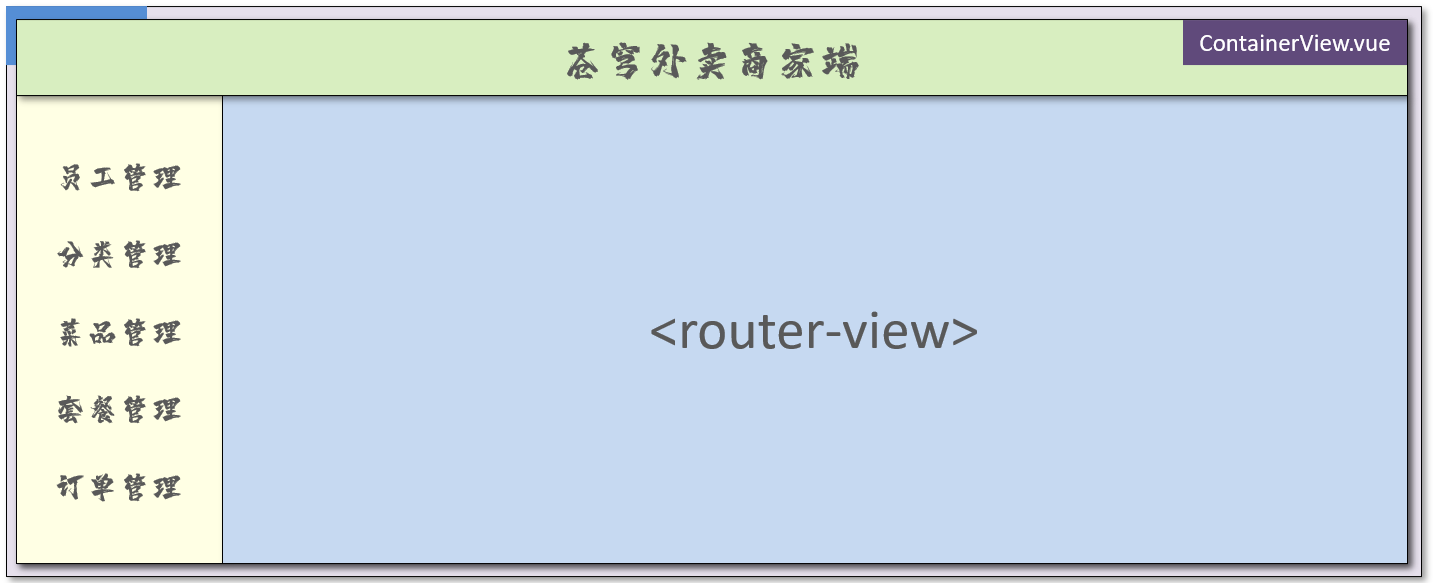 苍穹外卖商家端
ContainerView.vue
员工管理
分类管理
菜品管理
套餐管理
订单管理
<router-view>